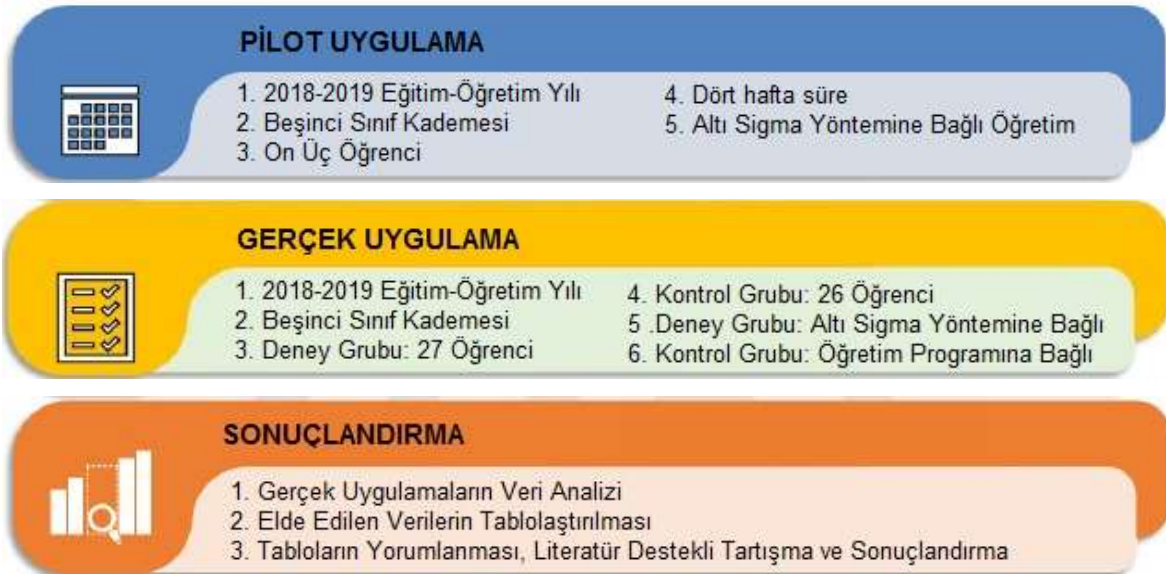 PİLOT UYGULAMA
1. 2018-2019 Eğitim-Öğretim Yılı
2. Beşinci Sınıf Kademesi
3. On Üç Öğrenci
4. Dört hafta süre
5. Altı Sigma Yöntemine Bağlı Öğretim
GERÇEK UYGULAMA
1. 2018-2019 Eğitim-Öğretim Yılı
2. Beşinci Sınıf Kademesi
3. Deney Grubu: 27 Öğrenci
4. Kontrol Grubu: 26 Öğrenci
5 .Deney Grubu: Altı Sigma Yöntemine Bağlı
6. Kontrol Grubu: Öğretim Programına Bağlı
SONUÇLANDIRMA
1. Gerçek Uygulamaların Veri Analizi
2. Elde Edilen Verilerin Tablolaştırılması
3. Tabloların Yorumlanması, Literatür Destekli Tartışma ve Sonuçlandırma